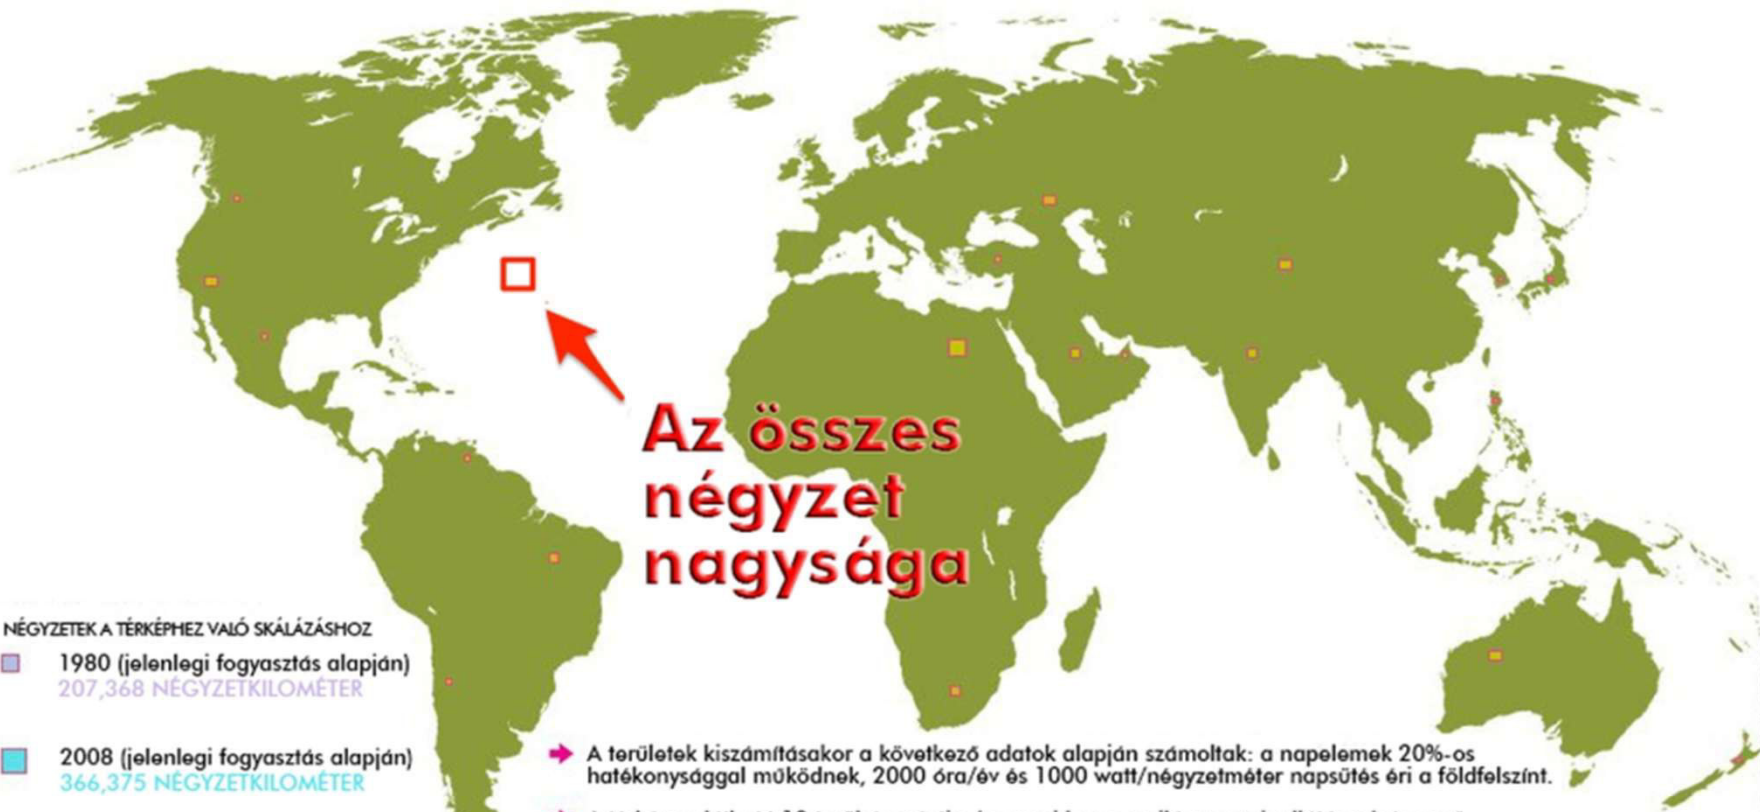 Az összes
négyzet
nagysága
NÉGYZETEK A TÉRKÉPHEZ VALÓ SKÁLÁZÁSHOZ
1980 (jelenlegi fogyasztás alapján)
207,368 NÉGYZETKILOMÉTER
2008 (jelenlegi fogyasztás alapján)
366,375 NÉGYZETKILOMÉTER
A területek kiszámításakor a következő adatok alapján számoltak: a napelemek 20%-os
hatékonysággal működnek, 2000 óra/év és 1000 watt/négyzetméter napsütés éri a földfelszínt.